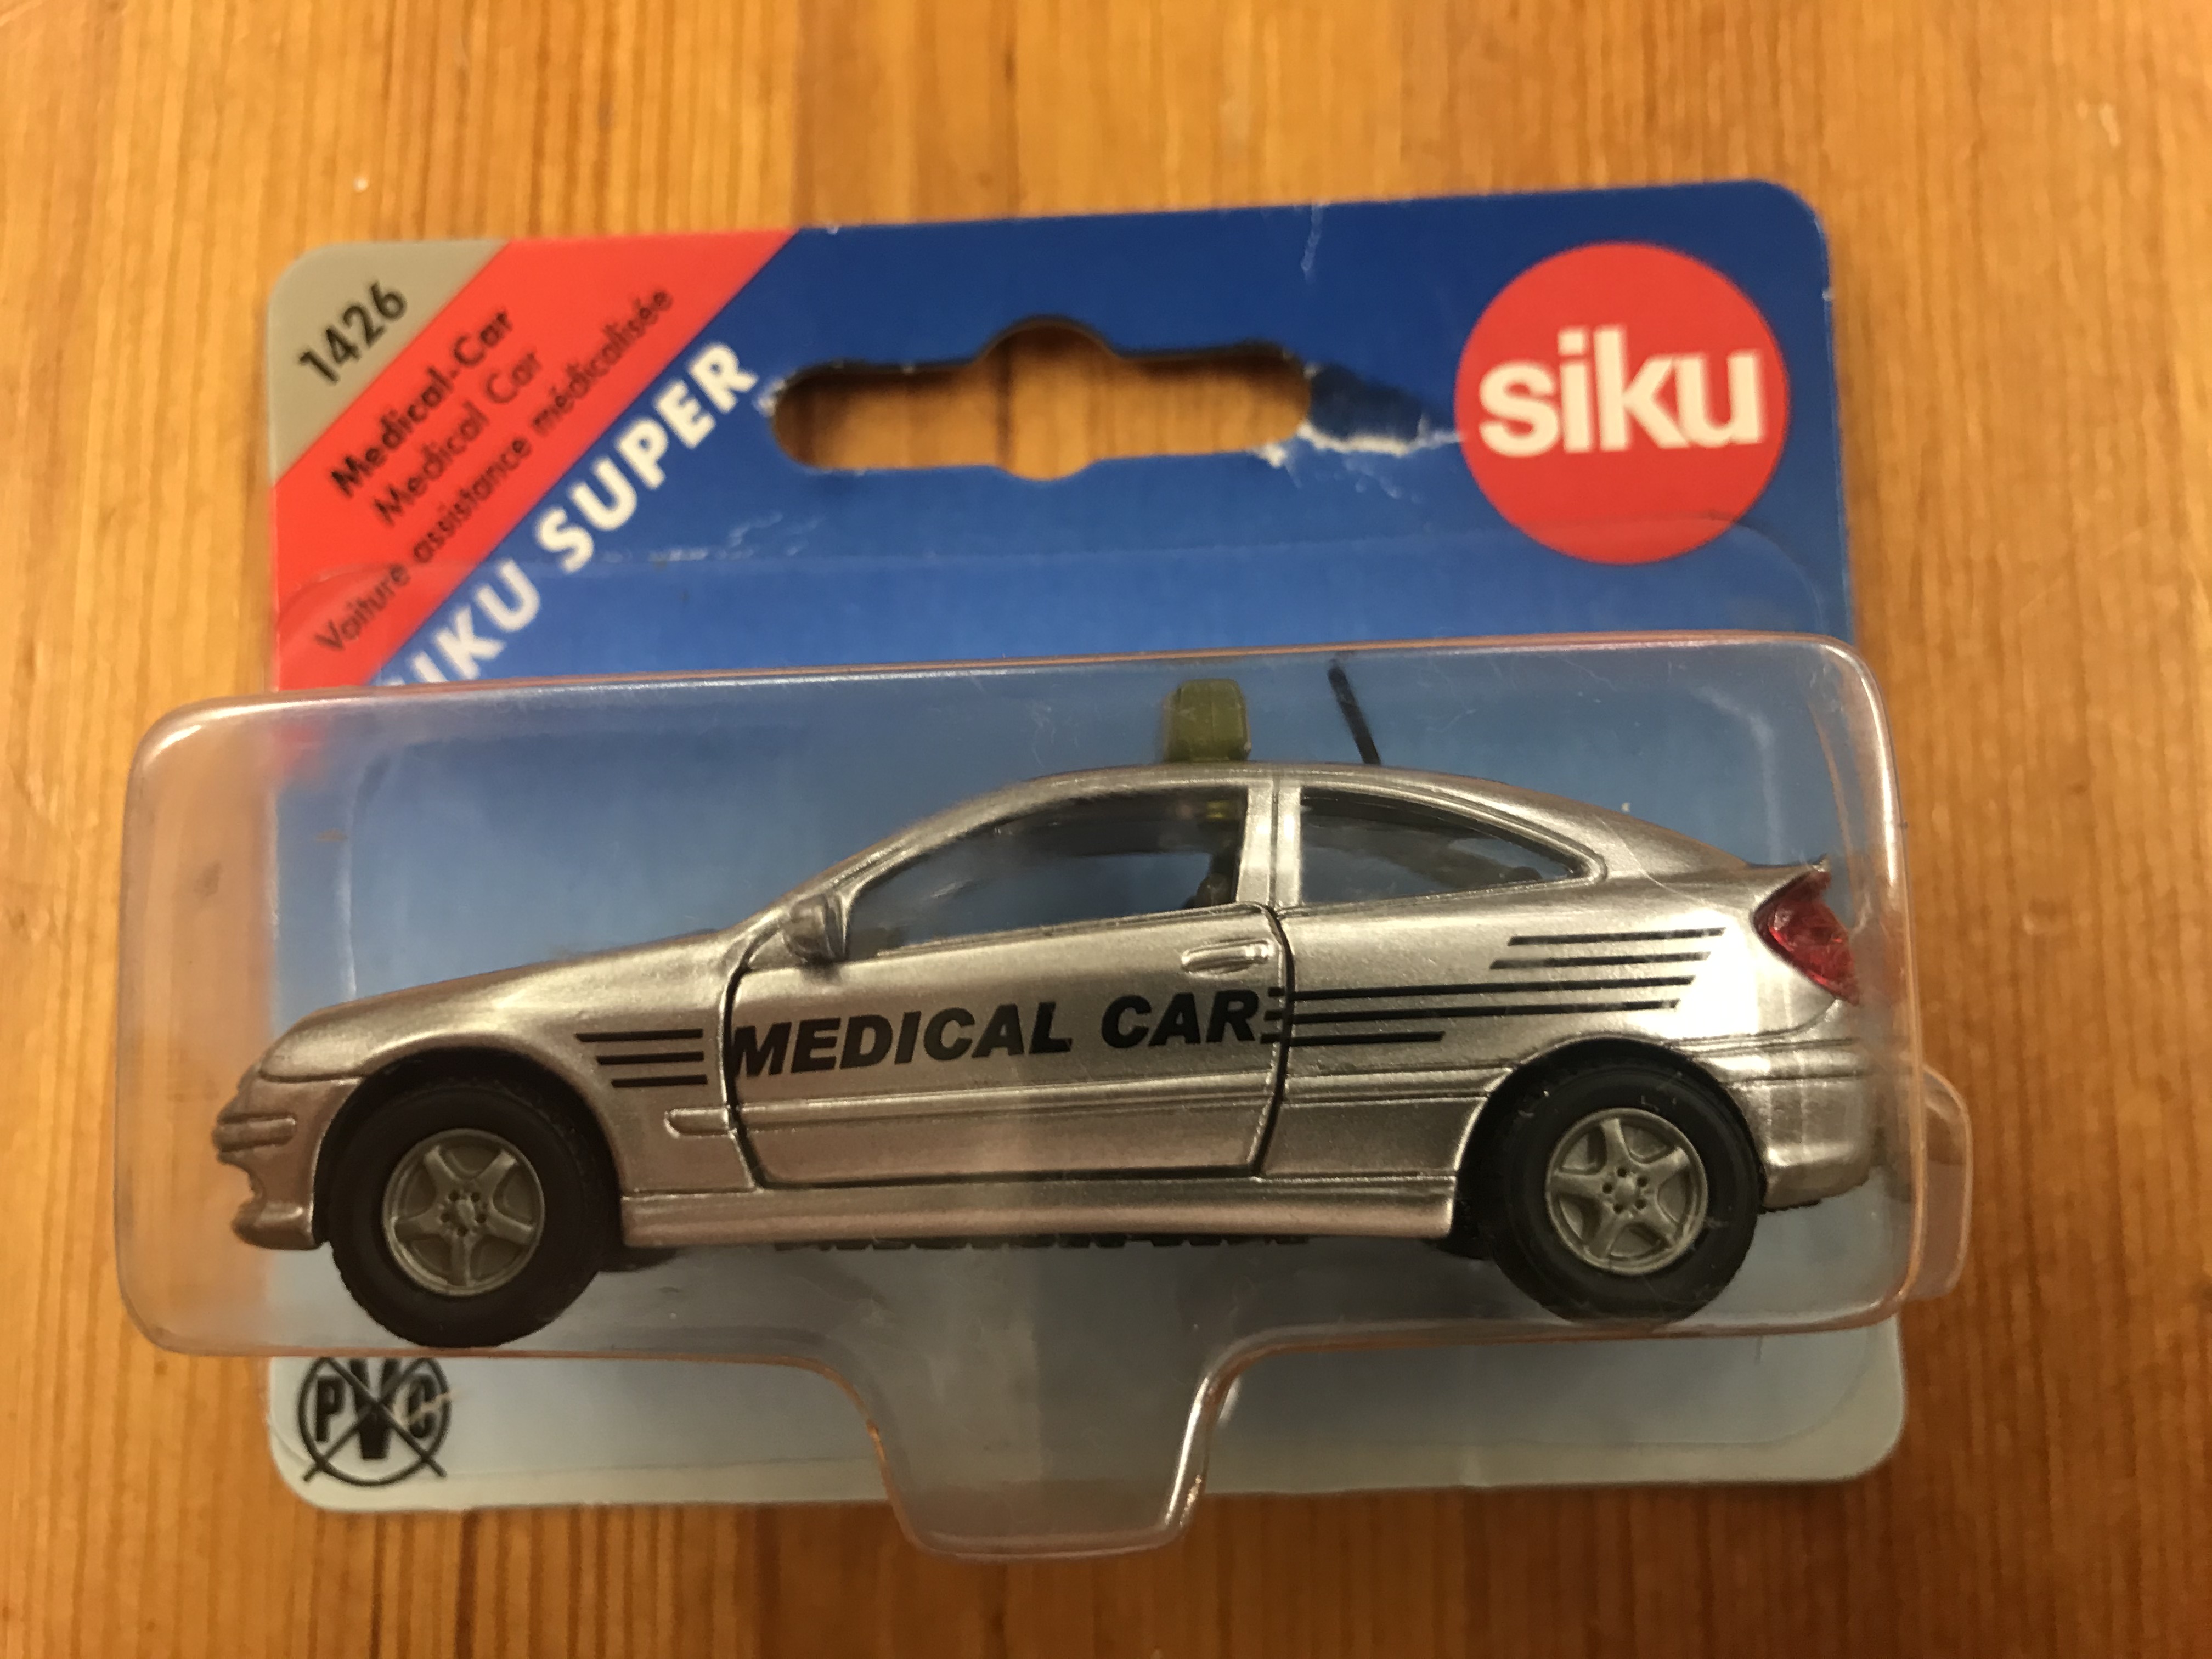 1426
Medical-Car
Medical Car
Voiture assistance médicalisée
SIKU SUPER
siku
MEDICAL CAR
PVC